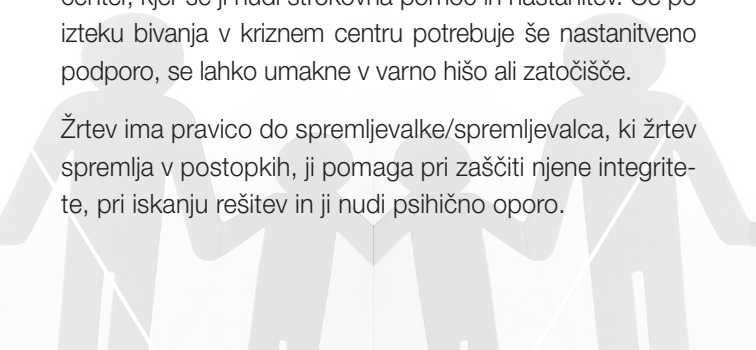 center, kjer se ji nudi strokovna pomoč in nastanitev. Če po
izteku bivanja v kriznem centru potrebuje še nastanitveno
podporo, se lahko umakne v varno hišo ali zatočišče.
Žrtev ima pravico do spremljevalke/spremljevalca, ki žrtev
spremlja v postopkih, ji pomaga pri zaščiti njene integrite-
te, pri iskanju rešitev in ji nudi psihično oporo.